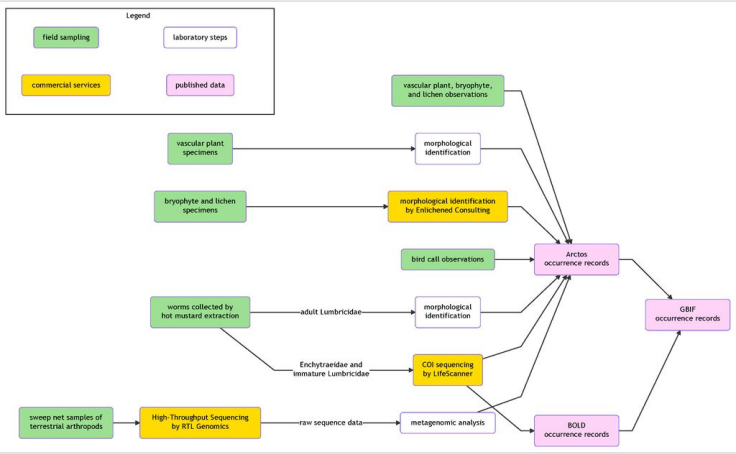 Legend
field sampling
laboratory steps
commercial services
published data
vascular plant, bryophyte,
and lichen observations
vascular plant
specimens
morphological
identification
bryophyte and lichen
specimens
morphological identification
by Enlichened Consulting
bird call observations
Arctos
occurrence records
GBIF
occurrence records
worms collected by
hot mustard extraction
adult Lumbricidae
morphological
identification
Enchytraeidae and
immature Lumbricidae
COI sequencing
by LifeScanner
sweep net samples of
terrestrial arthropods
High-Throughput Sequencing
by RTL Genomics
raw sequence data
metagenomic analysis
BOLD
occurrence records